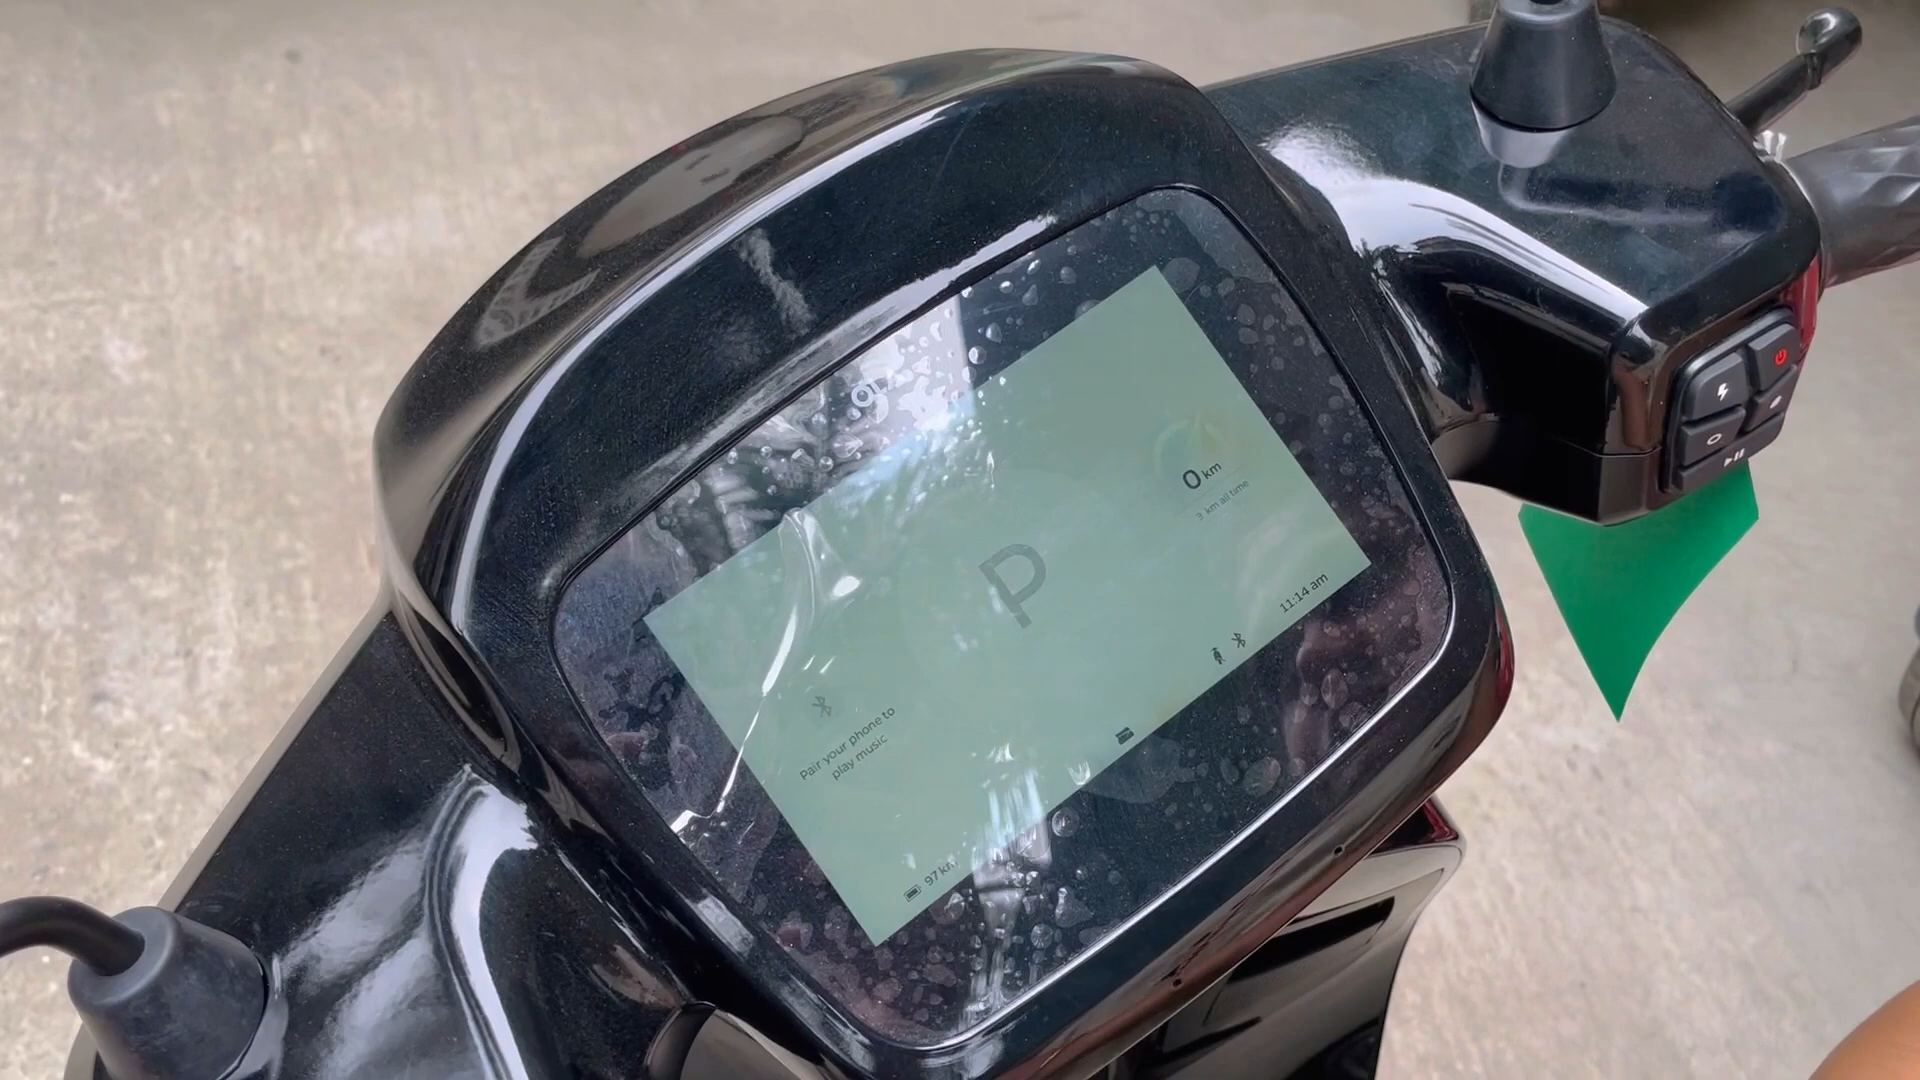 0 km
3 km all time
P
11:14 am
Pair your phone to
play music
97 km